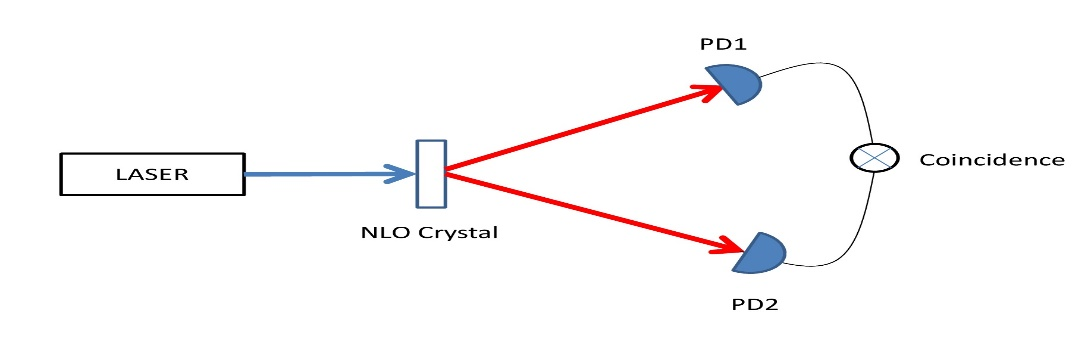 PD1
LASER
Coincidence
NLO Crystal
PD2